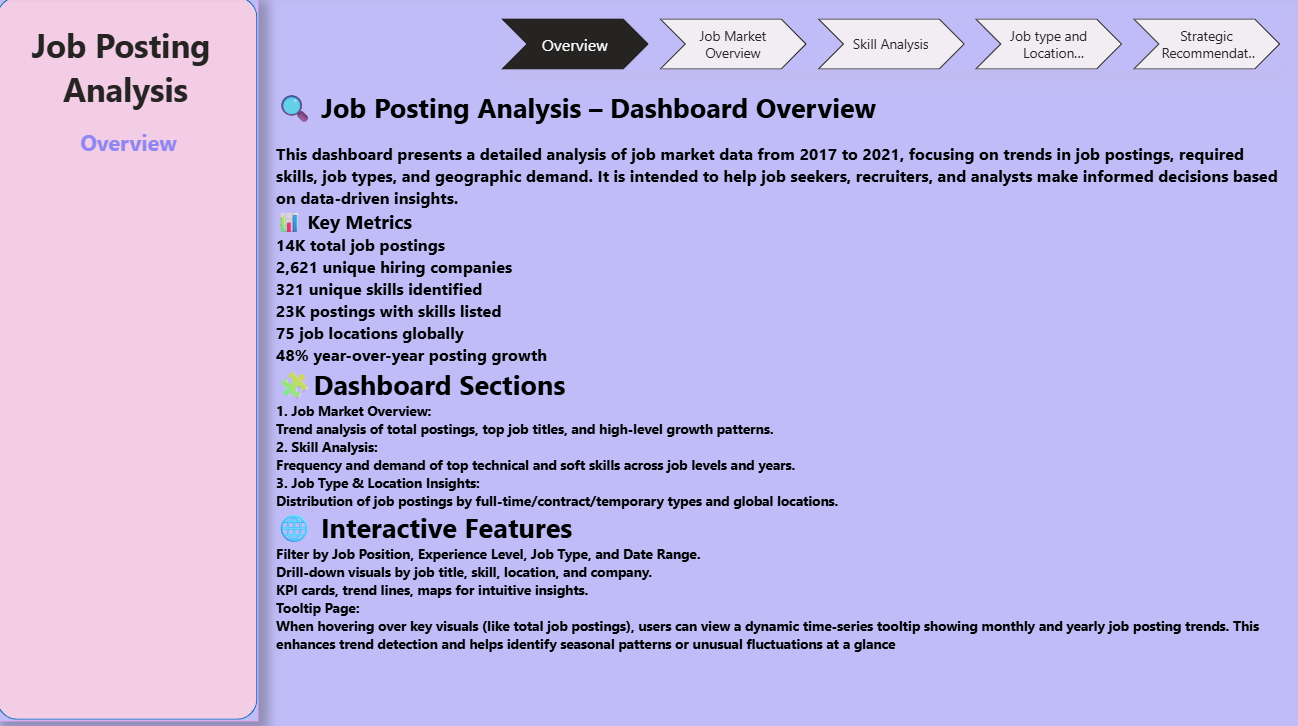 Job Posting
Analysis
Overview
Overview
Job Market
Overview
Skill Analysis
Job type and
Location...
Strategic
Recommendat..
Job Posting Analysis – Dashboard Overview
This dashboard presents a detailed analysis of job market data from 2017 to 2021, focusing on trends in job postings, required
skills, job types, and geographic demand. It is intended to help job seekers, recruiters, and analysts make informed decisions based
on data-driven insights.
Key Metrics
14K total job postings
2,621 unique hiring companies
321 unique skills identified
23K postings with skills listed
75 job locations globally
48% year-over-year posting growth
Dashboard Sections
1. Job Market Overview:
Trend analysis of total postings, top job titles, and high-level growth patterns.
2. Skill Analysis:
Frequency and demand of top technical and soft skills across job levels and years.
3. Job Type & Location Insights:
Distribution of job postings by full-time/contract/temporary types and global locations.
Interactive Features
Filter by Job Position, Experience Level, Job Type, and Date Range.
Drill-down visuals by job title, skill, location, and company.
KPI cards, trend lines, maps for intuitive insights.
Tooltip Page:
When hovering over key visuals (like total job postings), users can view a dynamic time-series tooltip showing monthly and yearly job posting trends. This
enhances trend detection and helps identify seasonal patterns or unusual fluctuations at a glance